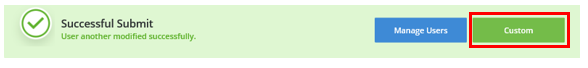 Successful Submit
User another modified successfully.
Manage Users
Custom